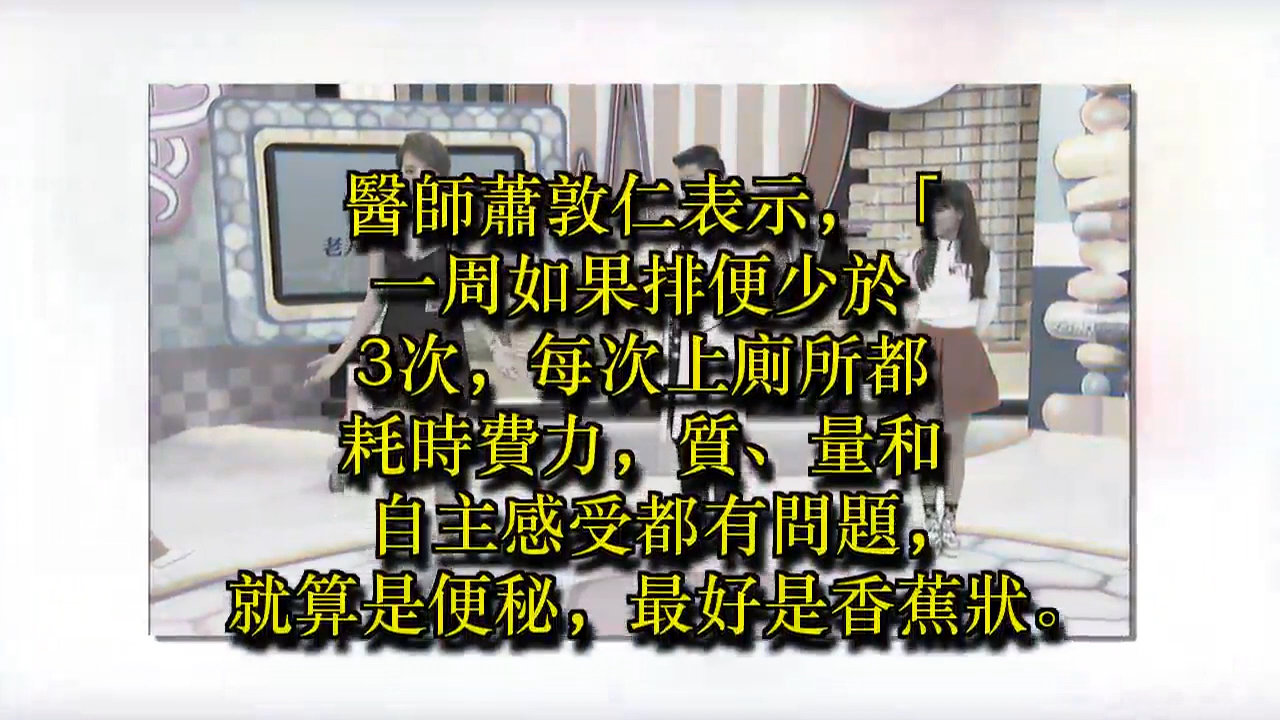 醫師蕭敦仁表示，「
一周如果排便少於
3次，每次上廁所都
耗時費力，質、量和
自主感受都有問題，
就算是便秘，最好是香蕉狀。
老